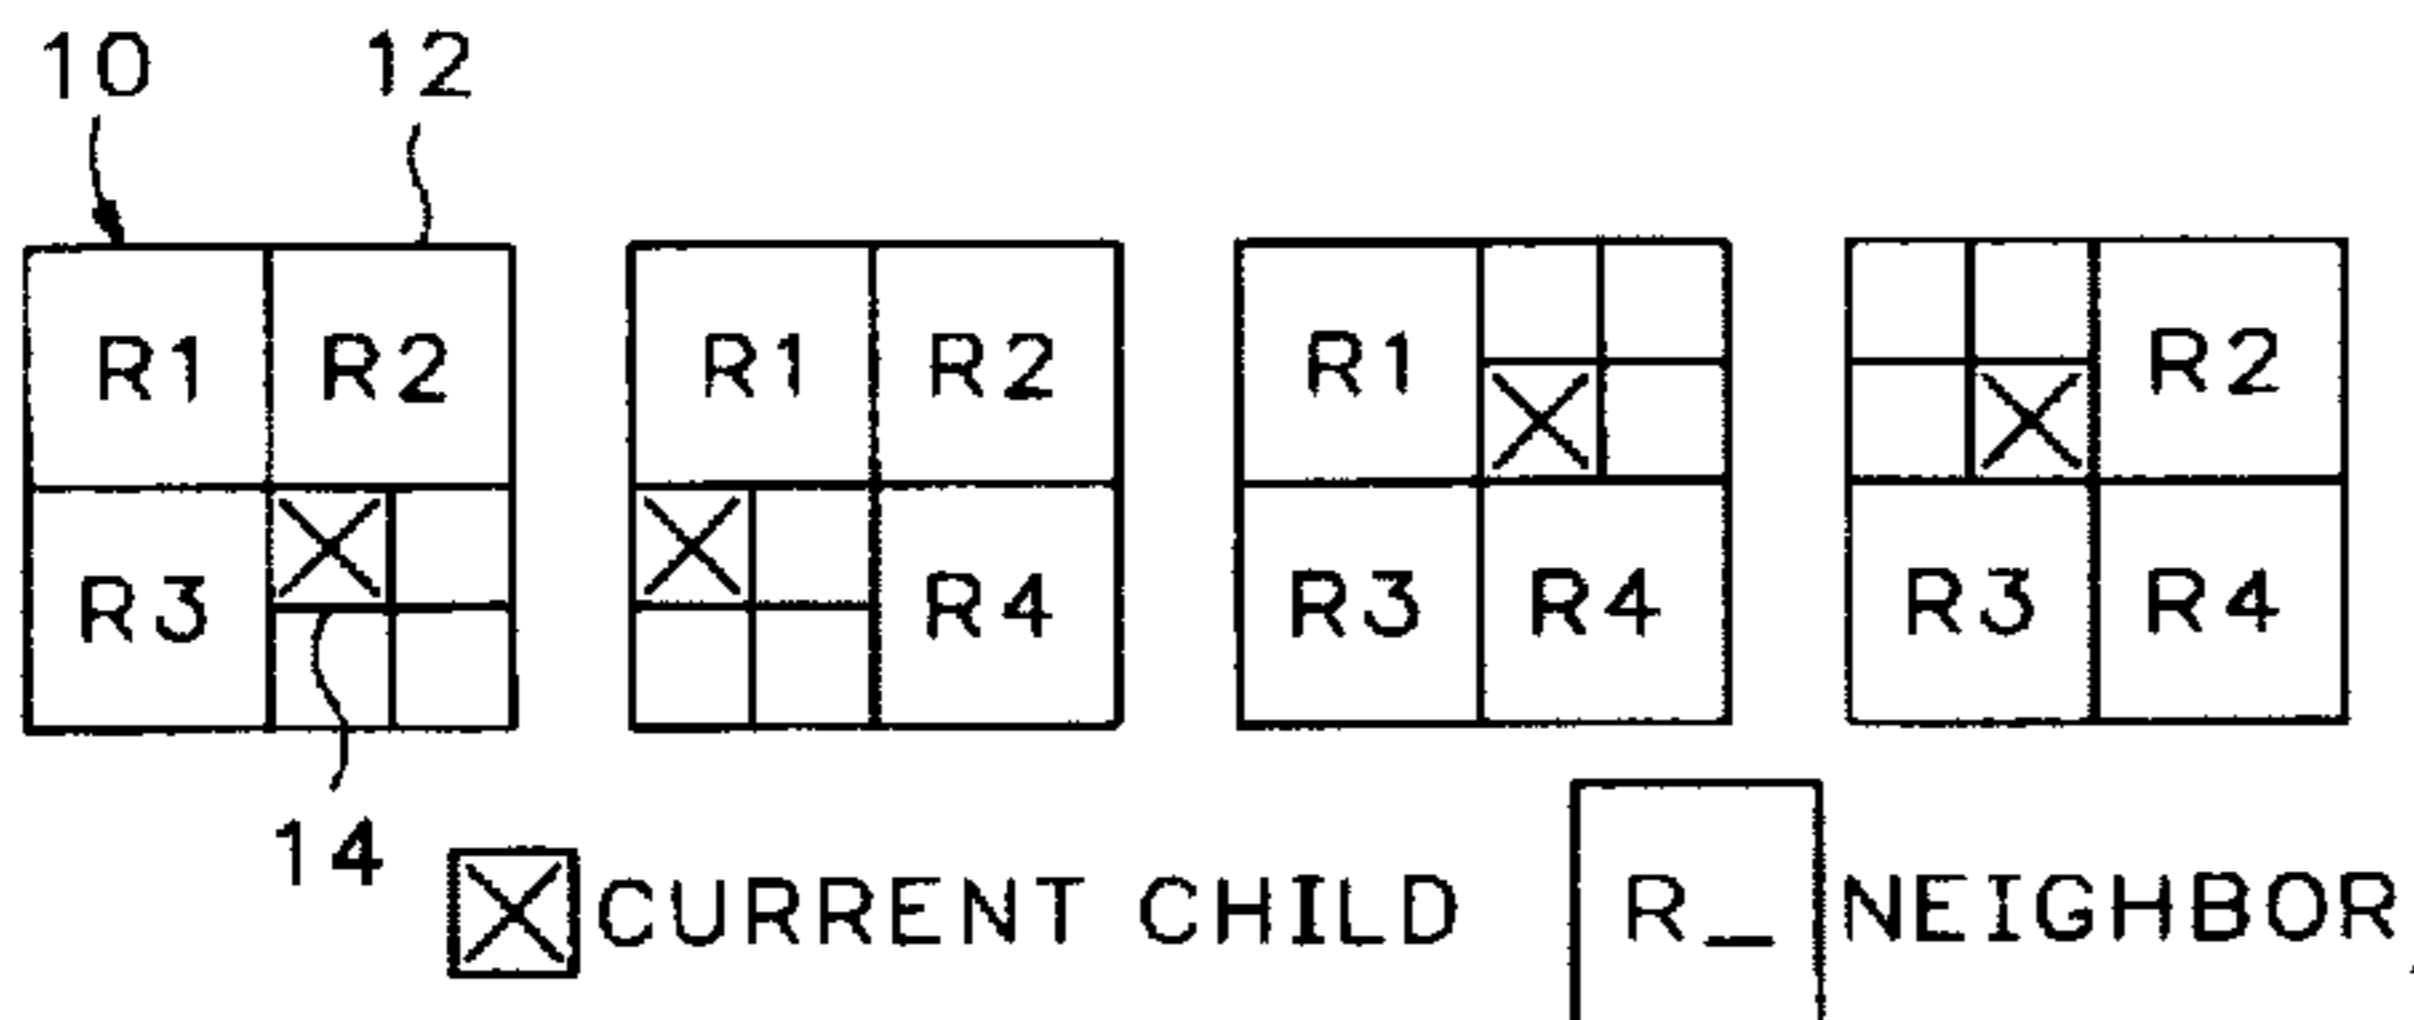 10 12
R1 R2 R1 R2 R1 R2
R3 R4 R3 R4 R3 R4
14
CURRENT CHILD R_ NEIGHBOR,